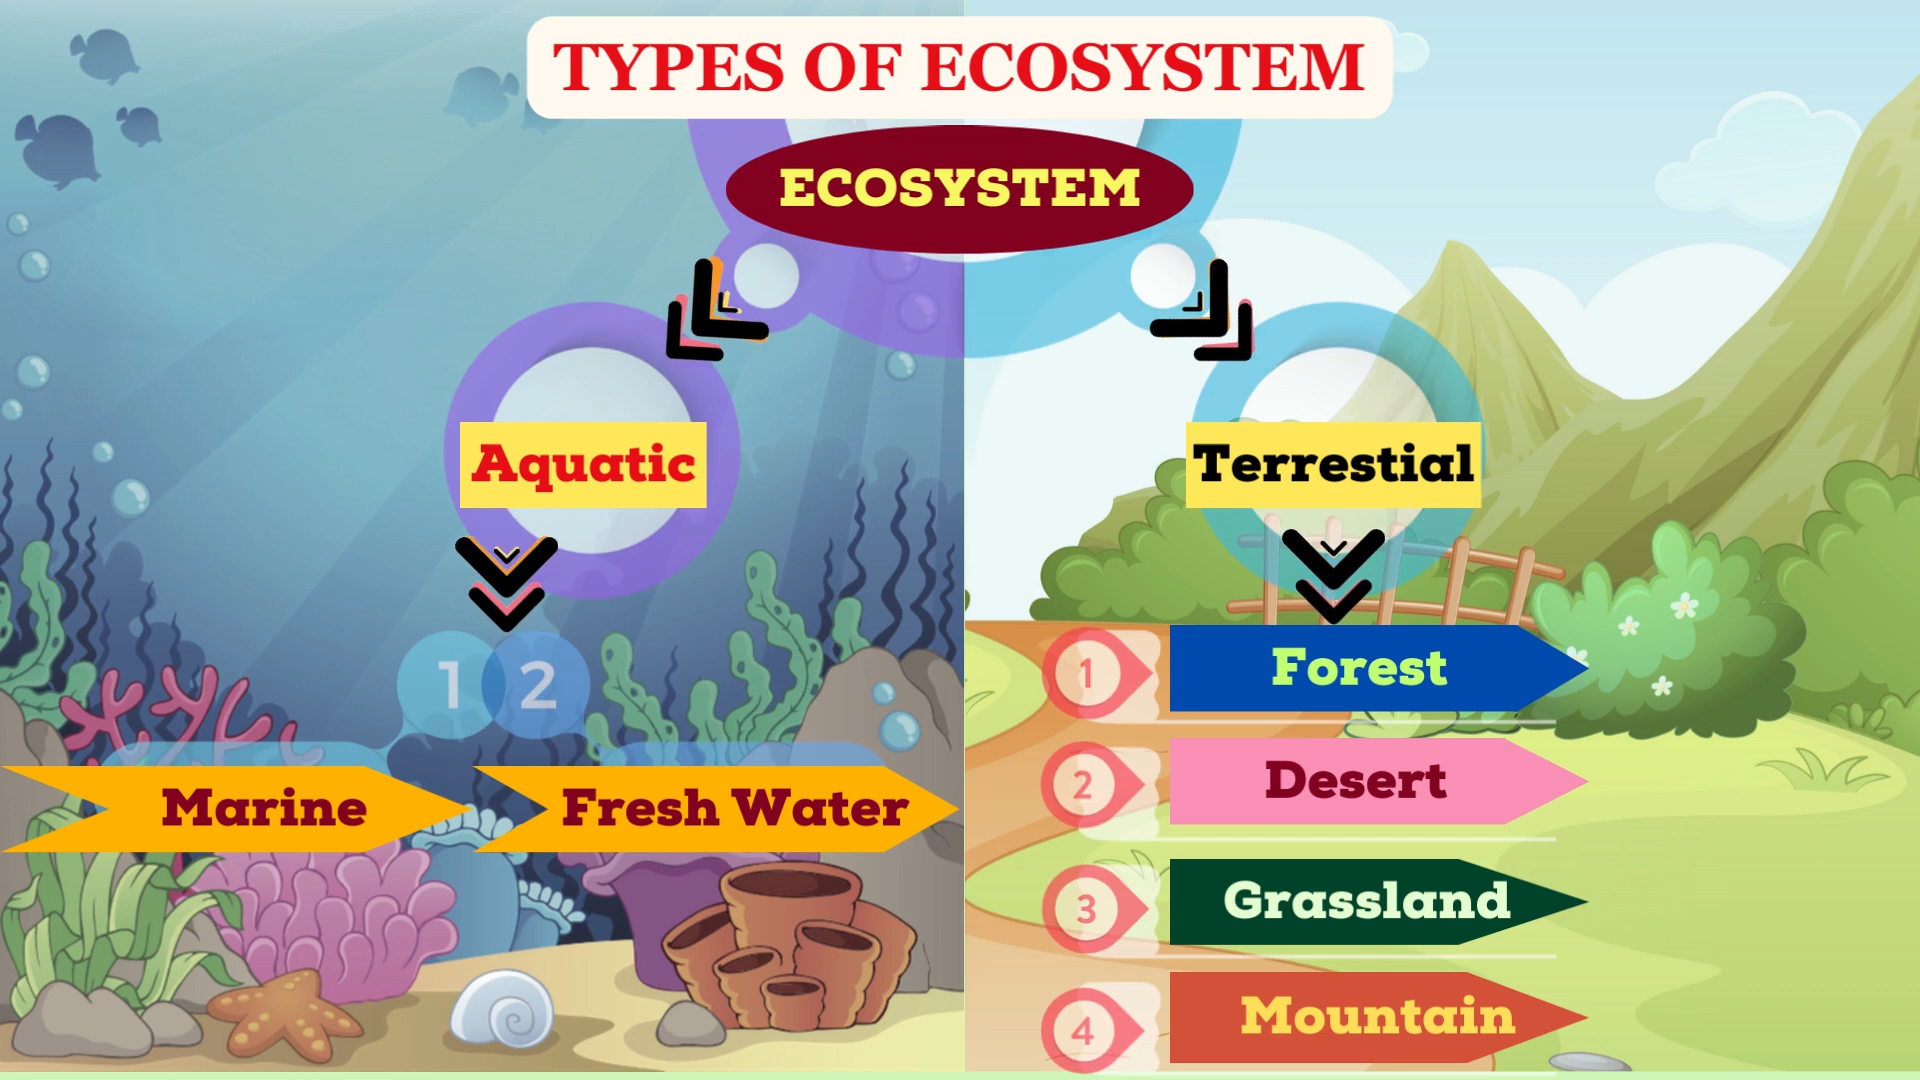 TYPES OF ECOSYSTEM
ECOSYSTEM
Aquatic
Terrestial
1 2
Marine
Fresh Water
1 Forest
2 Desert
3 Grassland
4 Mountain